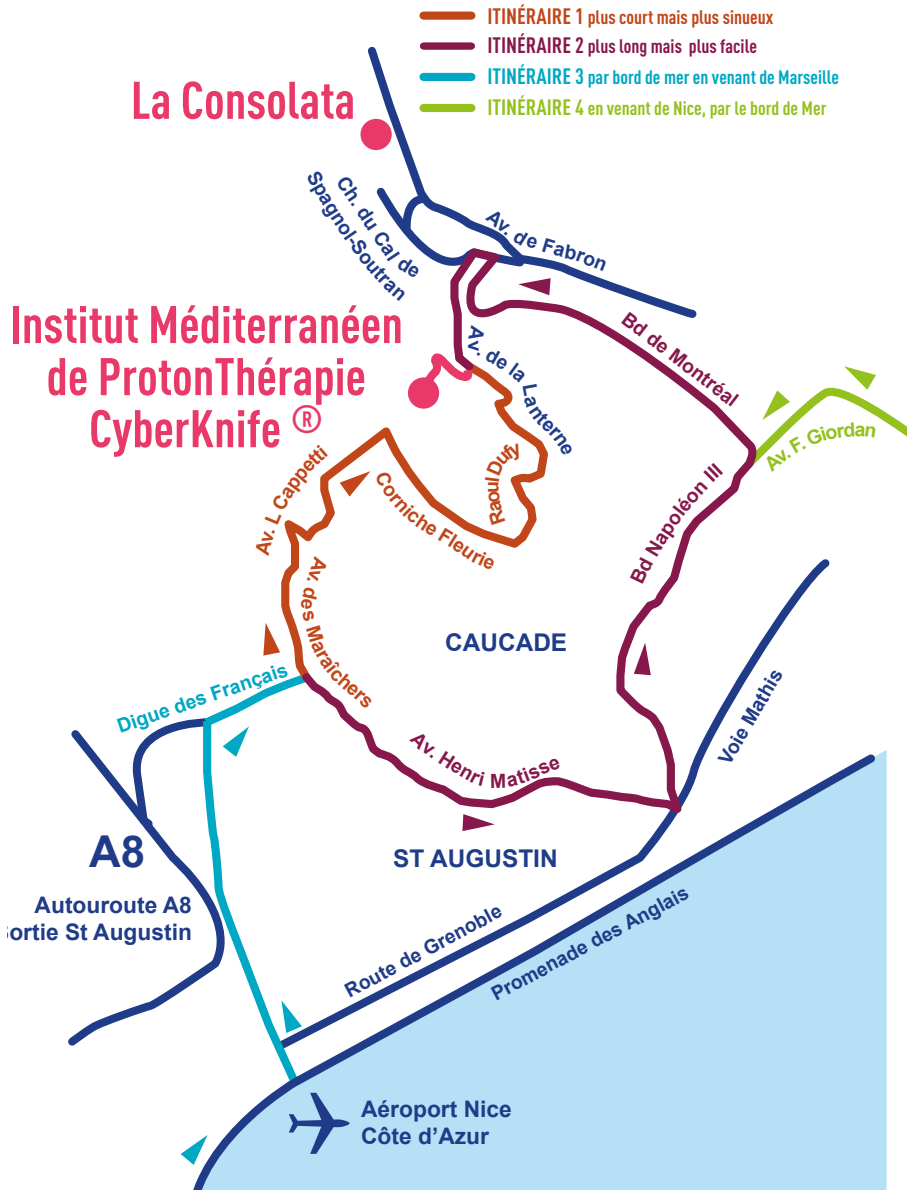 ITINÉRAIRE 1 plus court mais plus sinueux
ITINÉRAIRE 2 plus long mais plus facile
ITINÉRAIRE 3 par bord de mer en venant de Marseille
ITINÉRAIRE 4 en venant de Nice, par le bord de Mer
La Consolata
Ch. du Cal de
Spagnol-Soutran
Av. de Fabron
Institut Méditerranéen
de ProtonThérapie
CyberKnife ®
Av. de la Lanterne
Bd de Montréal
Av. F. Giordan
Raoul Dufy
Av. L Cappetti
Corniche Fleurie
Bd Napoléon III
Av. des Maraîchers
CAUCADE
Digue des Français
Voie Mathis
Av. Henri Matisse
A8
ST AUGUSTIN
Autouroute A8
ortie St Augustin
Route de Grenoble
Promenade des Anglais
Aéroport Nice
Côte d'Azur